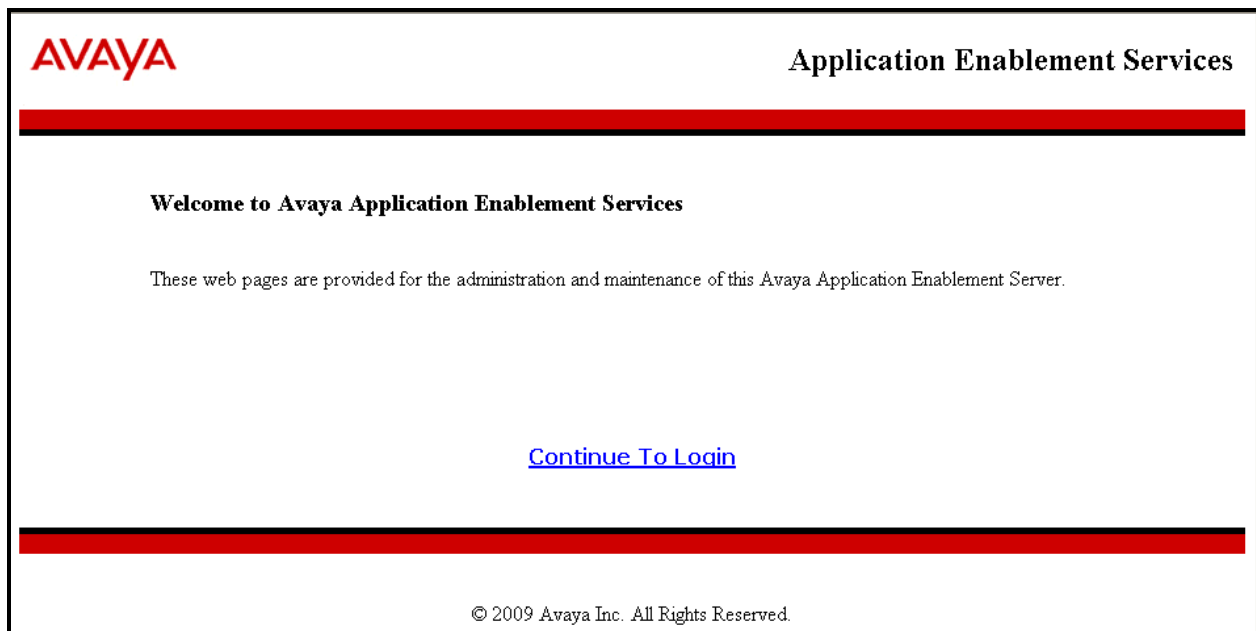 AVAYA
Application Enablement Services
Welcome to Avaya Application Enablement Services
These web pages are provided for the administration and maintenance of this Avaya Application Enablement Server.
Continue To Login
© 2009 Avaya Inc. All Rights Reserved.